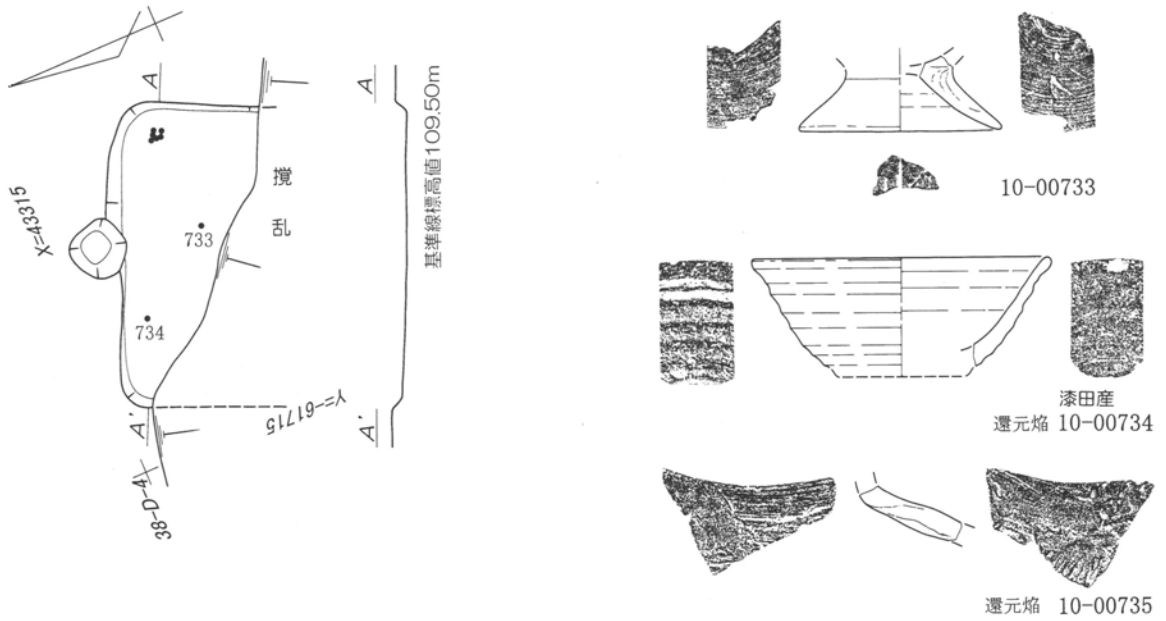 A
A
X=43315
撹
乱
733
734
基準線標高値109.50m
Y=-61715
A'
A'
38-D-4
10-00733
漆田産
還元焔 10-00734
還元焔 10-00735